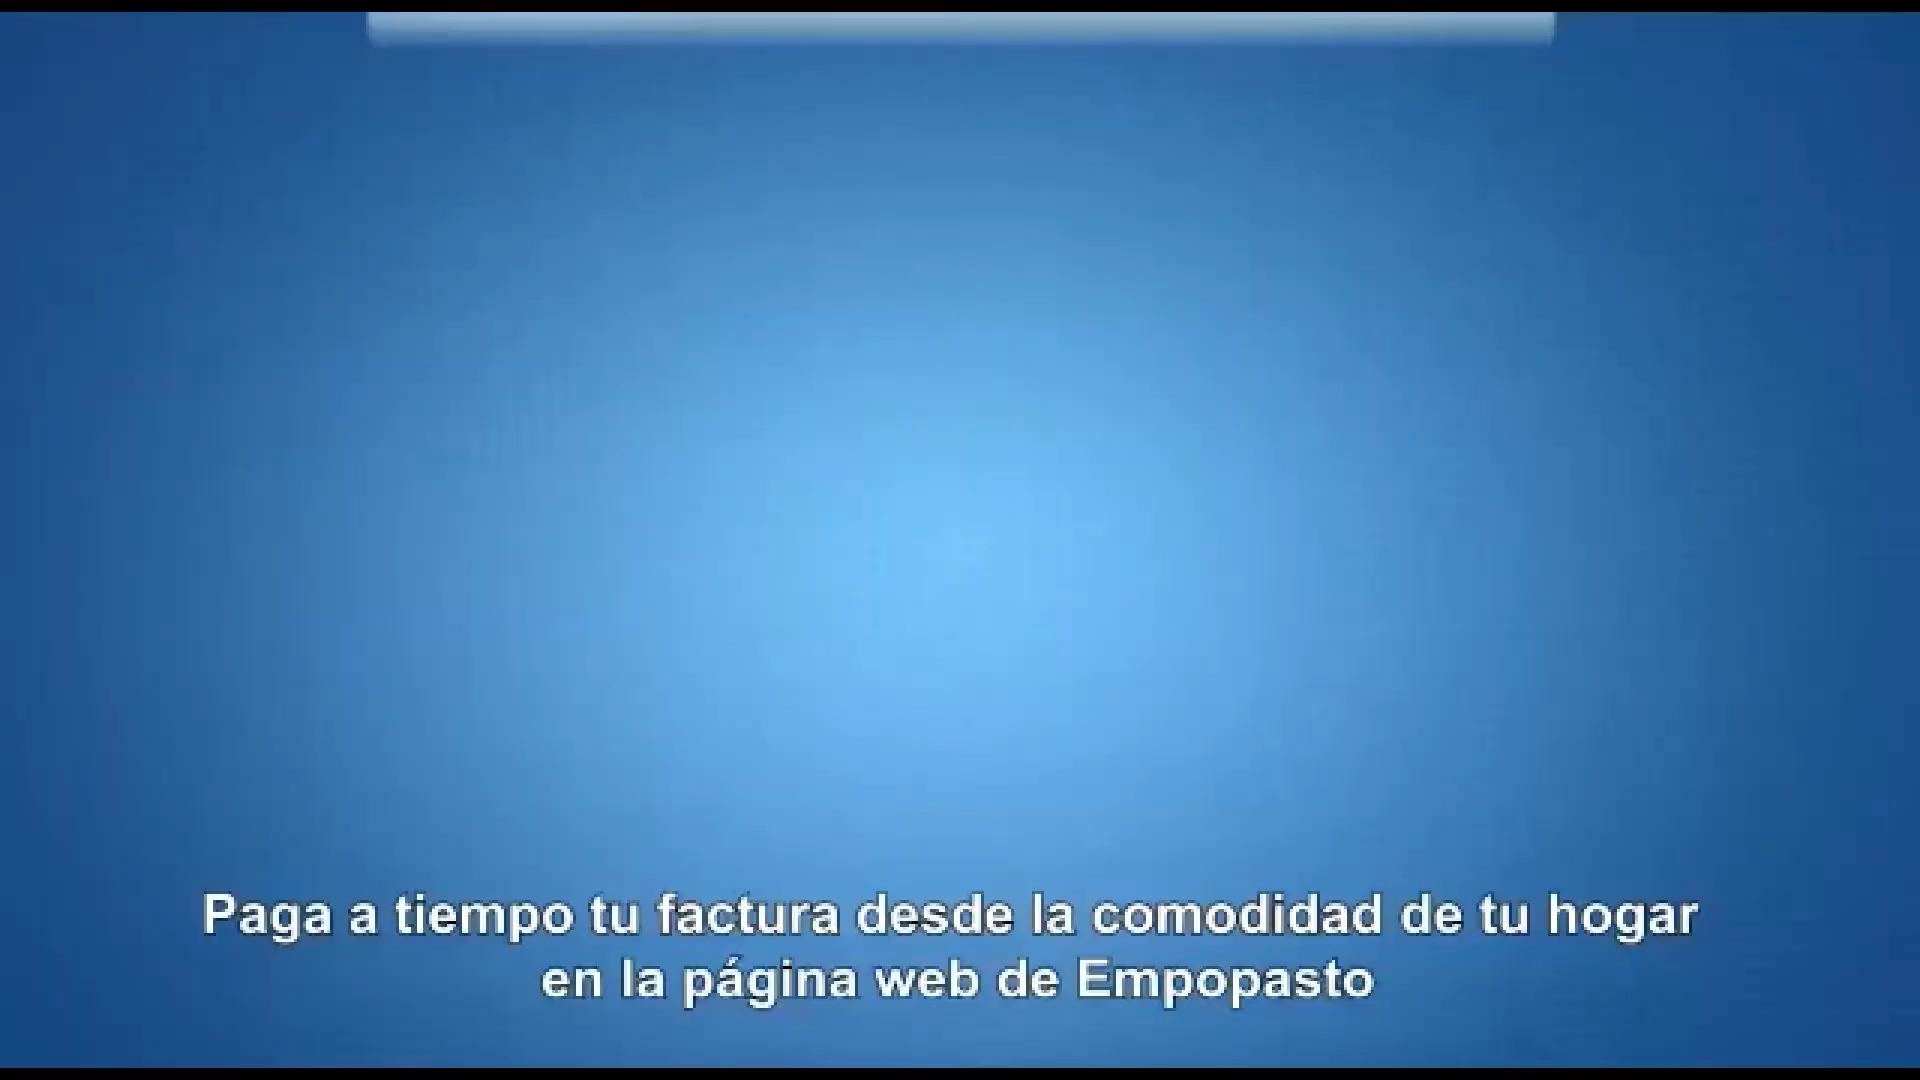 Paga a tiempo tu factura desde la comodidad de tu hogar
en la página web de Empopasto